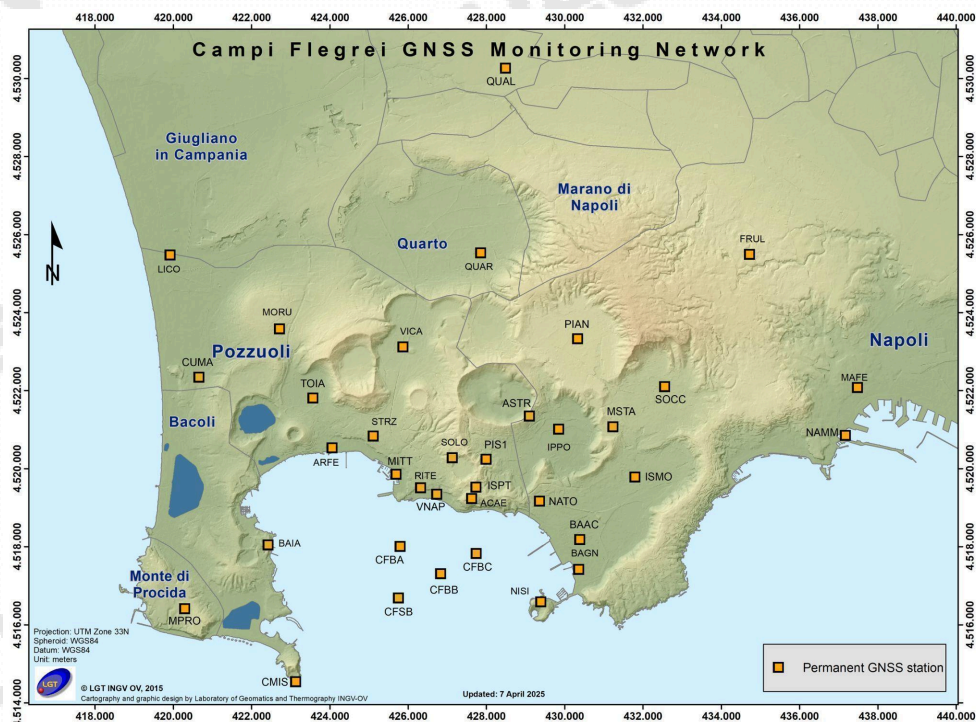 418.000 420.000 422.000 424.000 426.000 428.000 430.000 432.000 434.000 436.000 438.000 440.000
Campi Flegrei GNSS Monitoring Network
4.530.000
4.530.000
QUAL
Giugliano
in Campania
4.528.000
4.528.000
Marano di
Napoli
4.526.000
4.526.000
Quarto
FRUL
LICO
QUAR
N
4.524.000
4.524.000
MORU
PIAN
VICA
Napoli
Pozzuoli
CUMA
4.522.000
4.522.000
TOIA
MAFE
SOCC
ASTR
Bacoli
MSTA
STRZ
NAMM
SOLO
PIS1
IPPO
4.520.000
4.520.000
ARFE
MITT
RITE
ISMO
ISPT
VNAP
ACAE
NATO
BAAC
4.518.000
4.518.000
BAIA
BAGN
CFBA
CFBC
Monte di
Procida
CFBB
NISI
CFSB
MPRO
4.516.000
4.516.000
Projection: UTM Zone 33N
Spheroid: WGS84
Datum: WGS84
Unit: meters
Permanent GNSS station
LGT
CMIS
© LGT INGV OV, 2015
Updated: 7 April 2025
Cartography and graphic design by Laboratory of Geomatics and Thermography INGV-OV
4.514.000
4.514.000
418.000 420.000 422.000 424.000 426.000 428.000 430.000 432.000 434.000 436.000 438.000 440.000